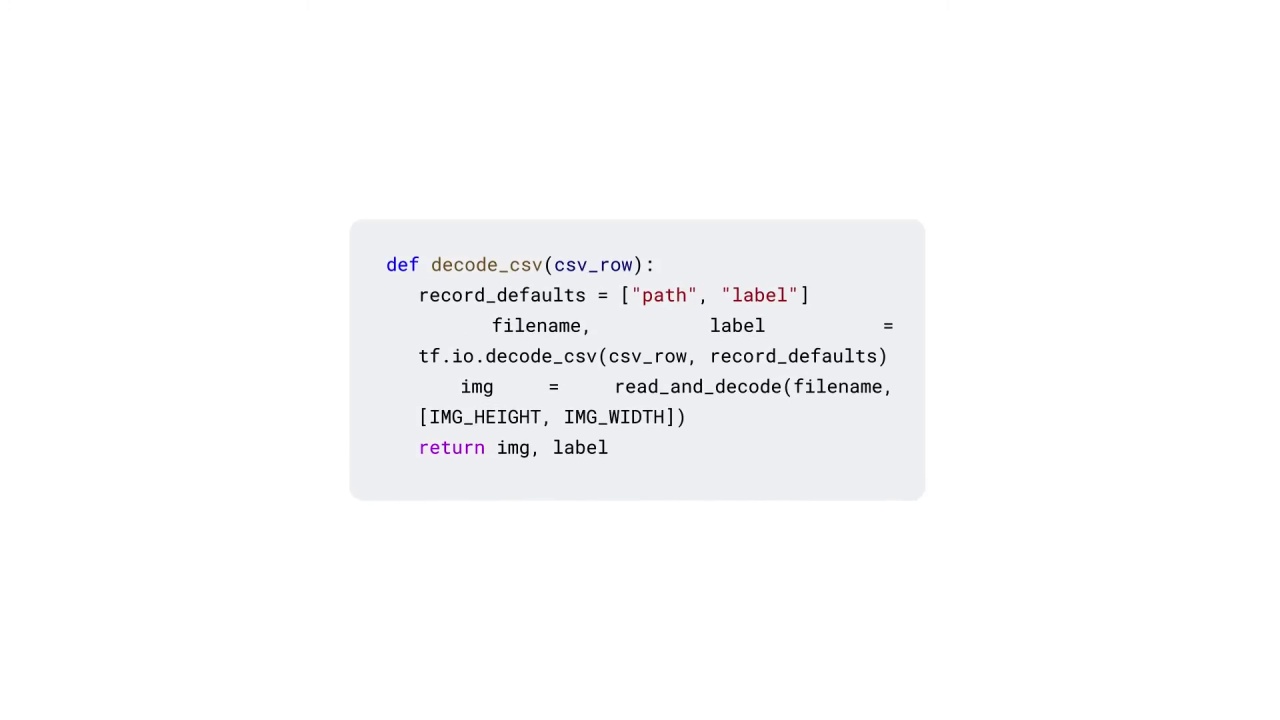 def decode_csv(csv_row):
record_defaults = ["path", "label"]
filename, label =
tf.io.decode_csv(csv_row, record_defaults)
img = read_and_decode(filename,
[IMG_HEIGHT, IMG_WIDTH])
return img, label